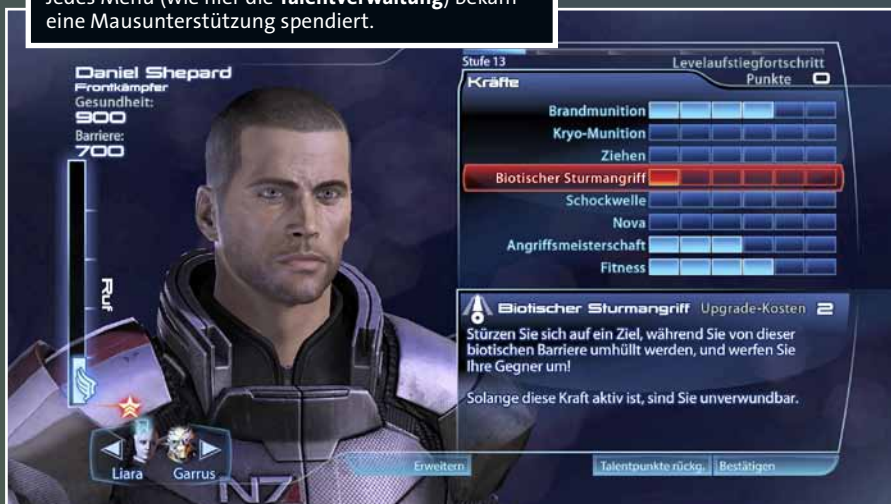 Jedes Menü (wie hier die Talentverwaltung) bekam
eine Mausunterstützung spendiert.
Daniel Shepard
Frontkämpfer
Gesundheit:
900
Barriere:
700
Ruf
Liara Garrus
N7
Stufe 13 Levelaufstiegfortschritt
Kräfte Punkte 0
Brandmunition
Kryo-Munition
Ziehen
Biotischer Sturmangriff
Schockwelle
Nova
Angriffsmeisterschaft
Fitness
Biotischer Sturmangriff Upgrade-Kosten 2
Stürzen Sie sich auf ein Ziel, während Sie von dieser
biotischen Barriere umhüllt werden, und werfen Sie
Ihre Gegner um!
Solange diese Kraft aktiv ist, sind Sie unverwundbar.
Erweitern Talentpunkte rückg. Bestätigen